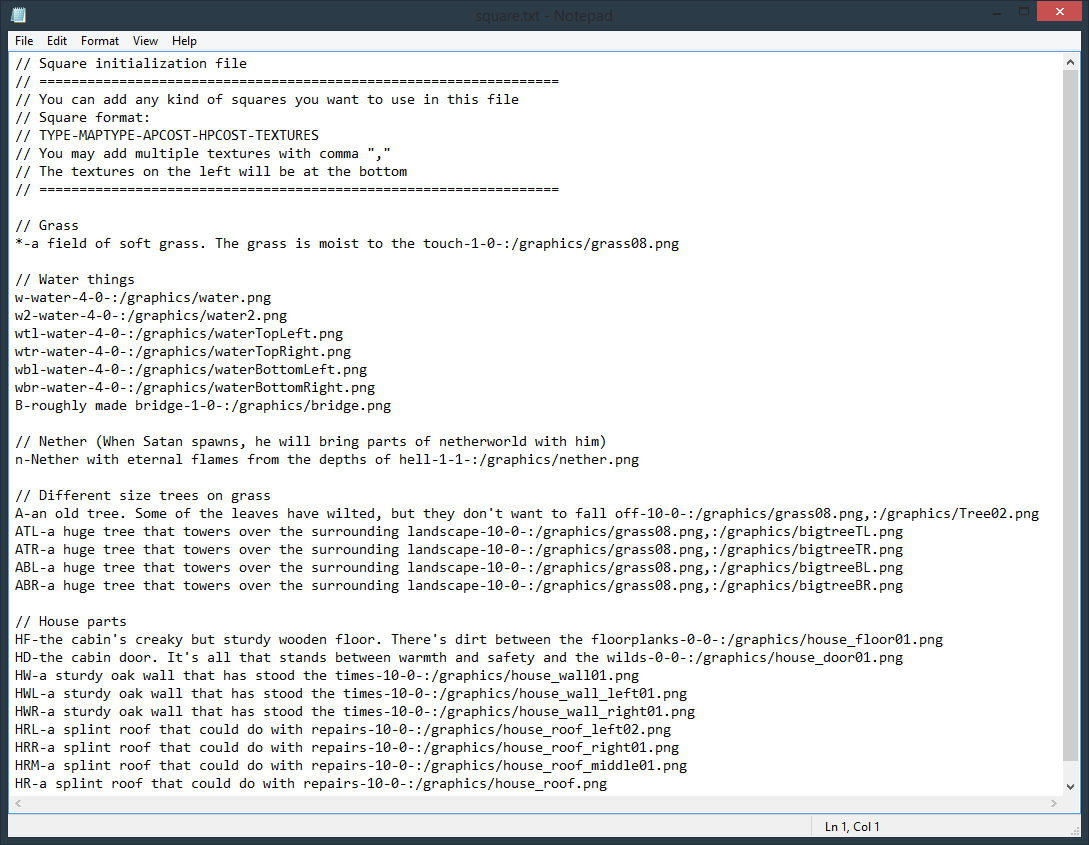 square.txt - Notepad
File Edit Format View Help
// Square initialization file
// =================================================================
// You can add any kind of squares you want to use in this file
// Square format:
// TYPE-MAPTYPE-APCOST-HPCOST-TEXTURES
// You may add multiple textures with comma ","
// The textures on the left will be at the bottom
// =================================================================
// Grass
*-a field of soft grass. The grass is moist to the touch-1-0-:/graphics/grass08.png
// Water things
w-water-4-0-:/graphics/water.png
w2-water-4-0-:/graphics/water2.png
wtl-water-4-0-:/graphics/waterTopLeft.png
wtr-water-4-0-:/graphics/waterTopRight.png
wbl-water-4-0-:/graphics/waterBottomLeft.png
wbr-water-4-0-:/graphics/waterBottomRight.png
B-roughly made bridge-1-0-:/graphics/bridge.png
// Nether (When Satan spawns, he will bring parts of netherworld with him)
n-Nether with eternal flames from the depths of hell-1-1-:/graphics/nether.png
// Different size trees on grass
A-an old tree. Some of the leaves have wilted, but they don't want to fall off-10-0-:/graphics/grass08.png,:/graphics/Tree02.png
ATL-a huge tree that towers over the surrounding landscape-10-0-:/graphics/grass08.png,:/graphics/bigtreeTL.png
ATR-a huge tree that towers over the surrounding landscape-10-0-:/graphics/grass08.png,:/graphics/bigtreeTR.png
ABL-a huge tree that towers over the surrounding landscape-10-0-:/graphics/grass08.png,:/graphics/bigtreeBL.png
ABR-a huge tree that towers over the surrounding landscape-10-0-:/graphics/grass08.png,:/graphics/bigtreeBR.png
// House parts
HF-the cabin's creaky but sturdy wooden floor. There's dirt between the floorplanks-0-0-:/graphics/house_floor01.png
HD-the cabin door. It's all that stands between warmth and safety and the wilds-0-0-:/graphics/house_door01.png
HW-a sturdy oak wall that has stood the times-10-0-:/graphics/house_wall01.png
HWL-a sturdy oak wall that has stood the times-10-0-:/graphics/house_wall_left01.png
HWR-a sturdy oak wall that has stood the times-10-0-:/graphics/house_wall_right01.png
HRL-a splint roof that could do with repairs-10-0-:/graphics/house_roof_left02.png
HRR-a splint roof that could do with repairs-10-0-:/graphics/house_roof_right01.png
HRM-a splint roof that could do with repairs-10-0-:/graphics/house_roof_middle01.png
HR-a splint roof that could do with repairs-10-0-:/graphics/house_roof.png
Ln 1, Col 1